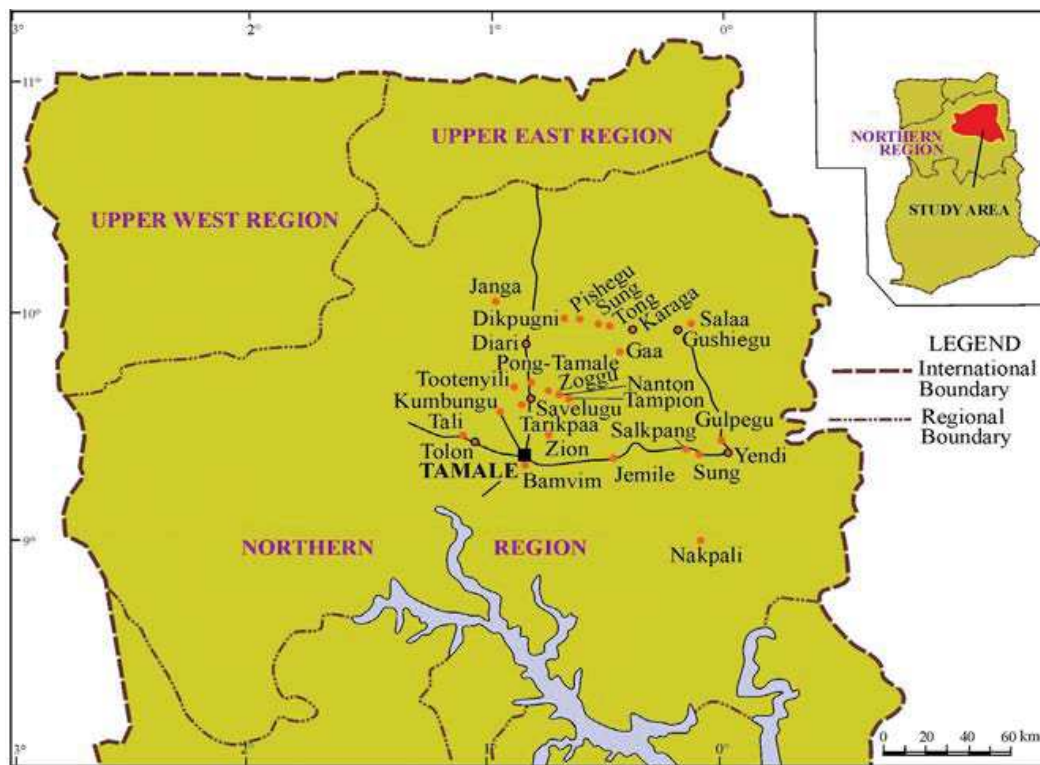 3°
2°
1°
0°
11°
UPPER EAST REGION
NORTHERN
REGION
UPPER WEST REGION
STUDY AREA
Janga
10°
Pishegu
Sung
Tong
Karaga
Salaa
Dikpugni
Diari
Gushiegu
Gaa
LEGEND
International
Boundary
Regional
Boundary
Pong-Tamale
Tootenyili
Zoggu
Nanton
Kumbungu
Savelugu
Tampion
Tali
Tarikpaa
Salkpang
Gulpegu
Tolon
Zion
Yendi
TAMALE
Jemile
Sung
Bamvim
9°
NORTHERN
REGION
Nakpali
3°
2°
1°
0°
0 20 40 60 km